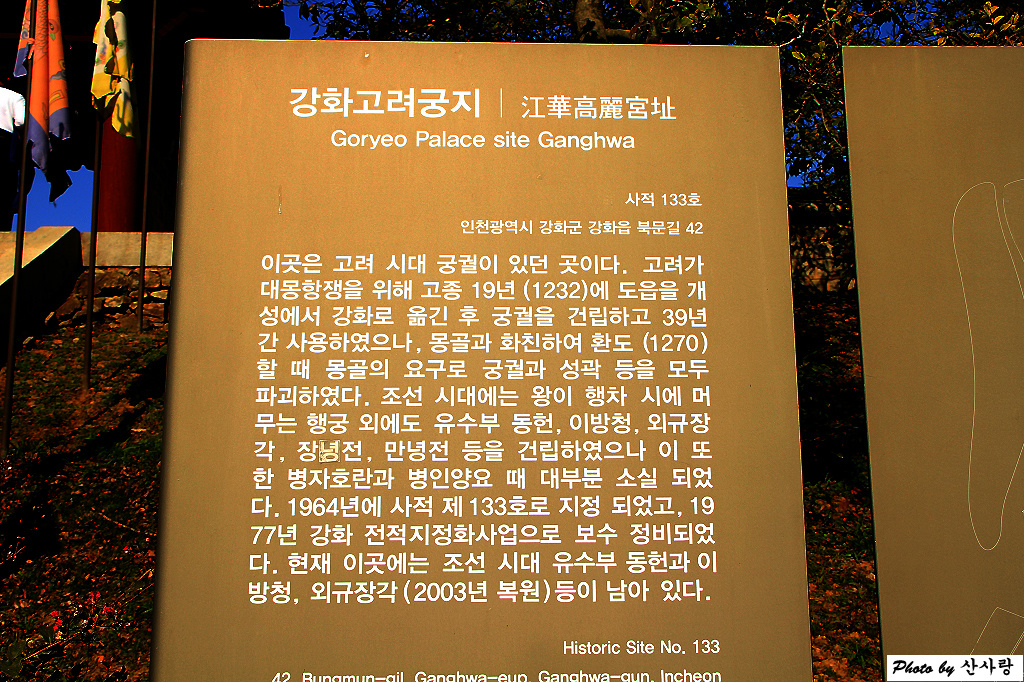 강화고려궁지 | 江華高麗宮址
Goryeo Palace site Ganghwa
사적 133호
인천광역시 강화군 강화읍 북문길 42
이곳은 고려 시대 궁궐이 있던 곳이다. 고려가
대몽항쟁을 위해 고종 19년 (1232)에 도읍을 개
성에서 강화로 옮긴 후 궁궐을 건립하고 39년
간 사용하였으나, 몽골과 화친하여 환도 (1270)
할 때 몽골의 요구로 궁궐과 성곽 등을 모두
파괴하였다. 조선 시대에는 왕이 행차 시에 머
무는 행궁 외에도 유수부 동헌, 이방청, 외규장
각, 장녕전, 만녕전 등을 건립하였으나 이 또
한 병자호란과 병인양요 때 대부분 소실 되었
다. 1964년에 사적 제133호로 지정 되었고, 19
77년 강화 전적지정화사업으로 보수 정비되었
다. 현재 이곳에는 조선 시대 유수부 동헌과 이
방청, 외규장각 (2003년 복원)등이 남아 있다.
Historic Site No. 133
42, Bungmun-gil, Ganghwa-eup, Ganghwa-gun, Incheon
Photo by 산사랑